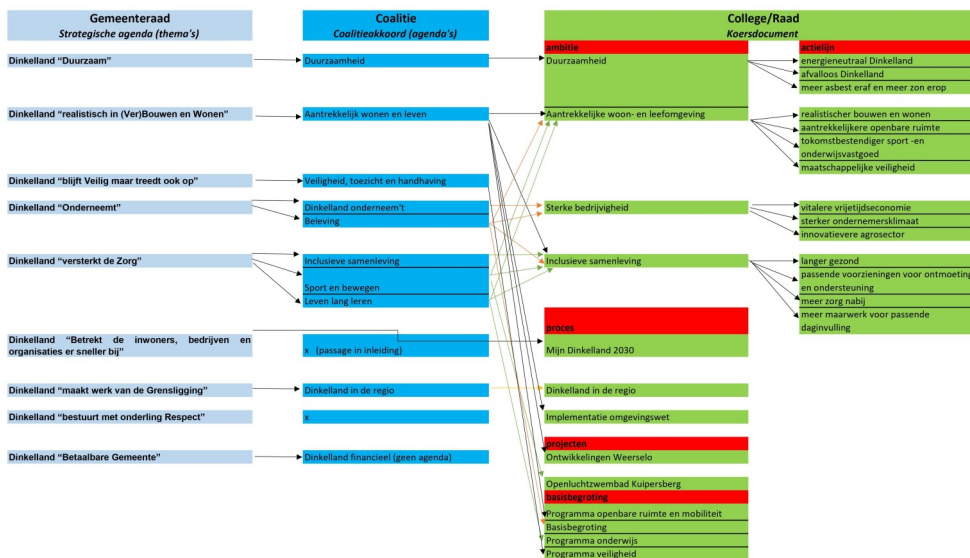 Gemeenteraad
Strategische agenda (thema's)
Dinkelland “Duurzaam”
Dinkelland “realistisch in (Ver)Bouwen en Wonen”
Dinkelland “blijft Veilig maar treedt ook op”
Dinkelland “Onderneemt”
Dinkelland “versterkt de Zorg”
Dinkelland “Betrekt de inwoners, bedrijven en
organisaties er sneller bij”
Dinkelland “maakt werk van de Grensligging”
Dinkelland “bestuurt met onderling Respect”
Dinkelland “Betaalbare Gemeente”
Coalitie
Coalitieakkoord (agenda's)
Duurzaamheid
Aantrekkelijk wonen en leven
Veiligheid, toezicht en handhaving
Dinkelland onderneem't
Beleving
Inclusieve samenleving
Sport en bewegen
Leven lang leren
x (passage in inleiding)
Dinkelland in de regio
x
Dinkelland financieel (geen agenda)
College/Raad
Koersdocument
ambitie
Duurzaamheid
Aantrekkelijke woon- en leefomgeving
Sterke bedrijvigheid
Inclusieve samenleving
proces
Mijn Dinkelland 2030
Dinkelland in de regio
Implementatie omgevingswet
projecten
Ontwikkelingen Weerselo
Openluchtzwembad Kuipersberg
basisbegroting
Programma openbare ruimte en mobiliteit
Basisbegroting
Programma onderwijs
Programma veiligheid
actielijn
energieneutraal Dinkelland
afvalloos Dinkelland
meer asbest eraf en meer zon erop
realistischer bouwen en wonen
aantrekkelijkere openbare ruimte
tokomstbestendiger sport -en
onderwijsvastgoed
maatschappelijke veiligheid
vitalere vrijetijdseconomie
sterker ondernemersklimaat
innovatievere agrosector
langer gezond
passende voorzieningen voor ontmoeting
en ondersteuning
meer zorg nabij
meer maarwerk voor passende
daginvulling